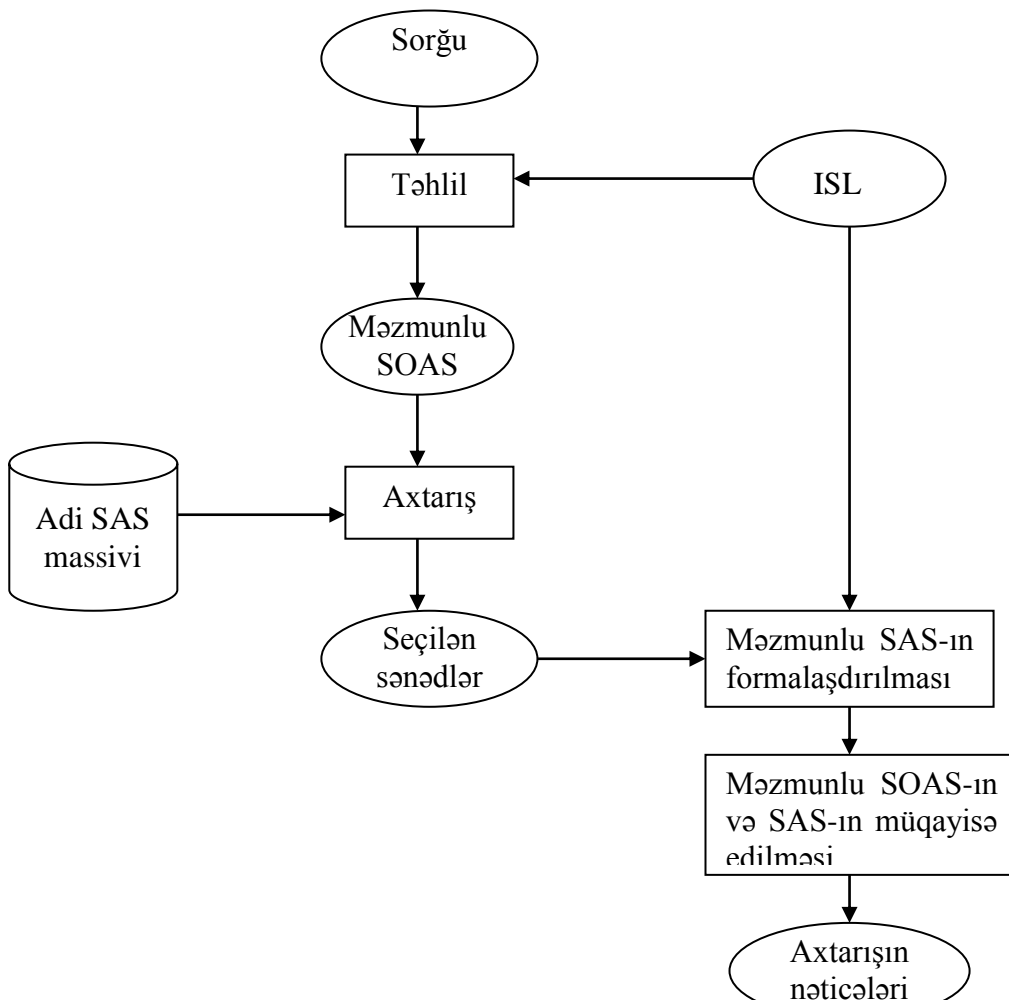 Sorğu
Təhlil
ISL
Məzmunlu
SOAS
Axtarış
Adi SAS
massivi
Seçilən
sənədlər
Məzmunlu SAS-ın
formalaşdırılması
Məzmunlu SOAS-ın
və SAS-ın müqayisə
edilməsi
Axtarışın
nəticələri